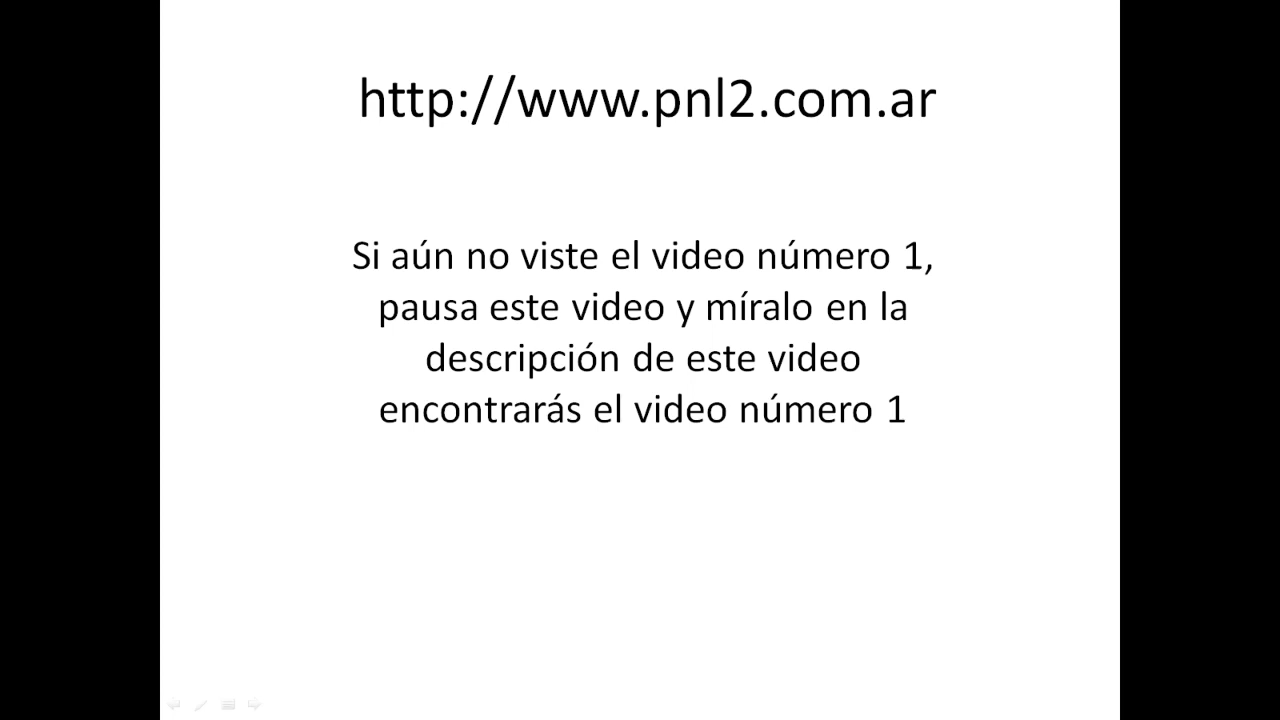 http://www.pnl2.com.ar
Si aún no viste el video número 1,
pausa este video y míralo en la
descripción de este video
encontrarás el video número 1